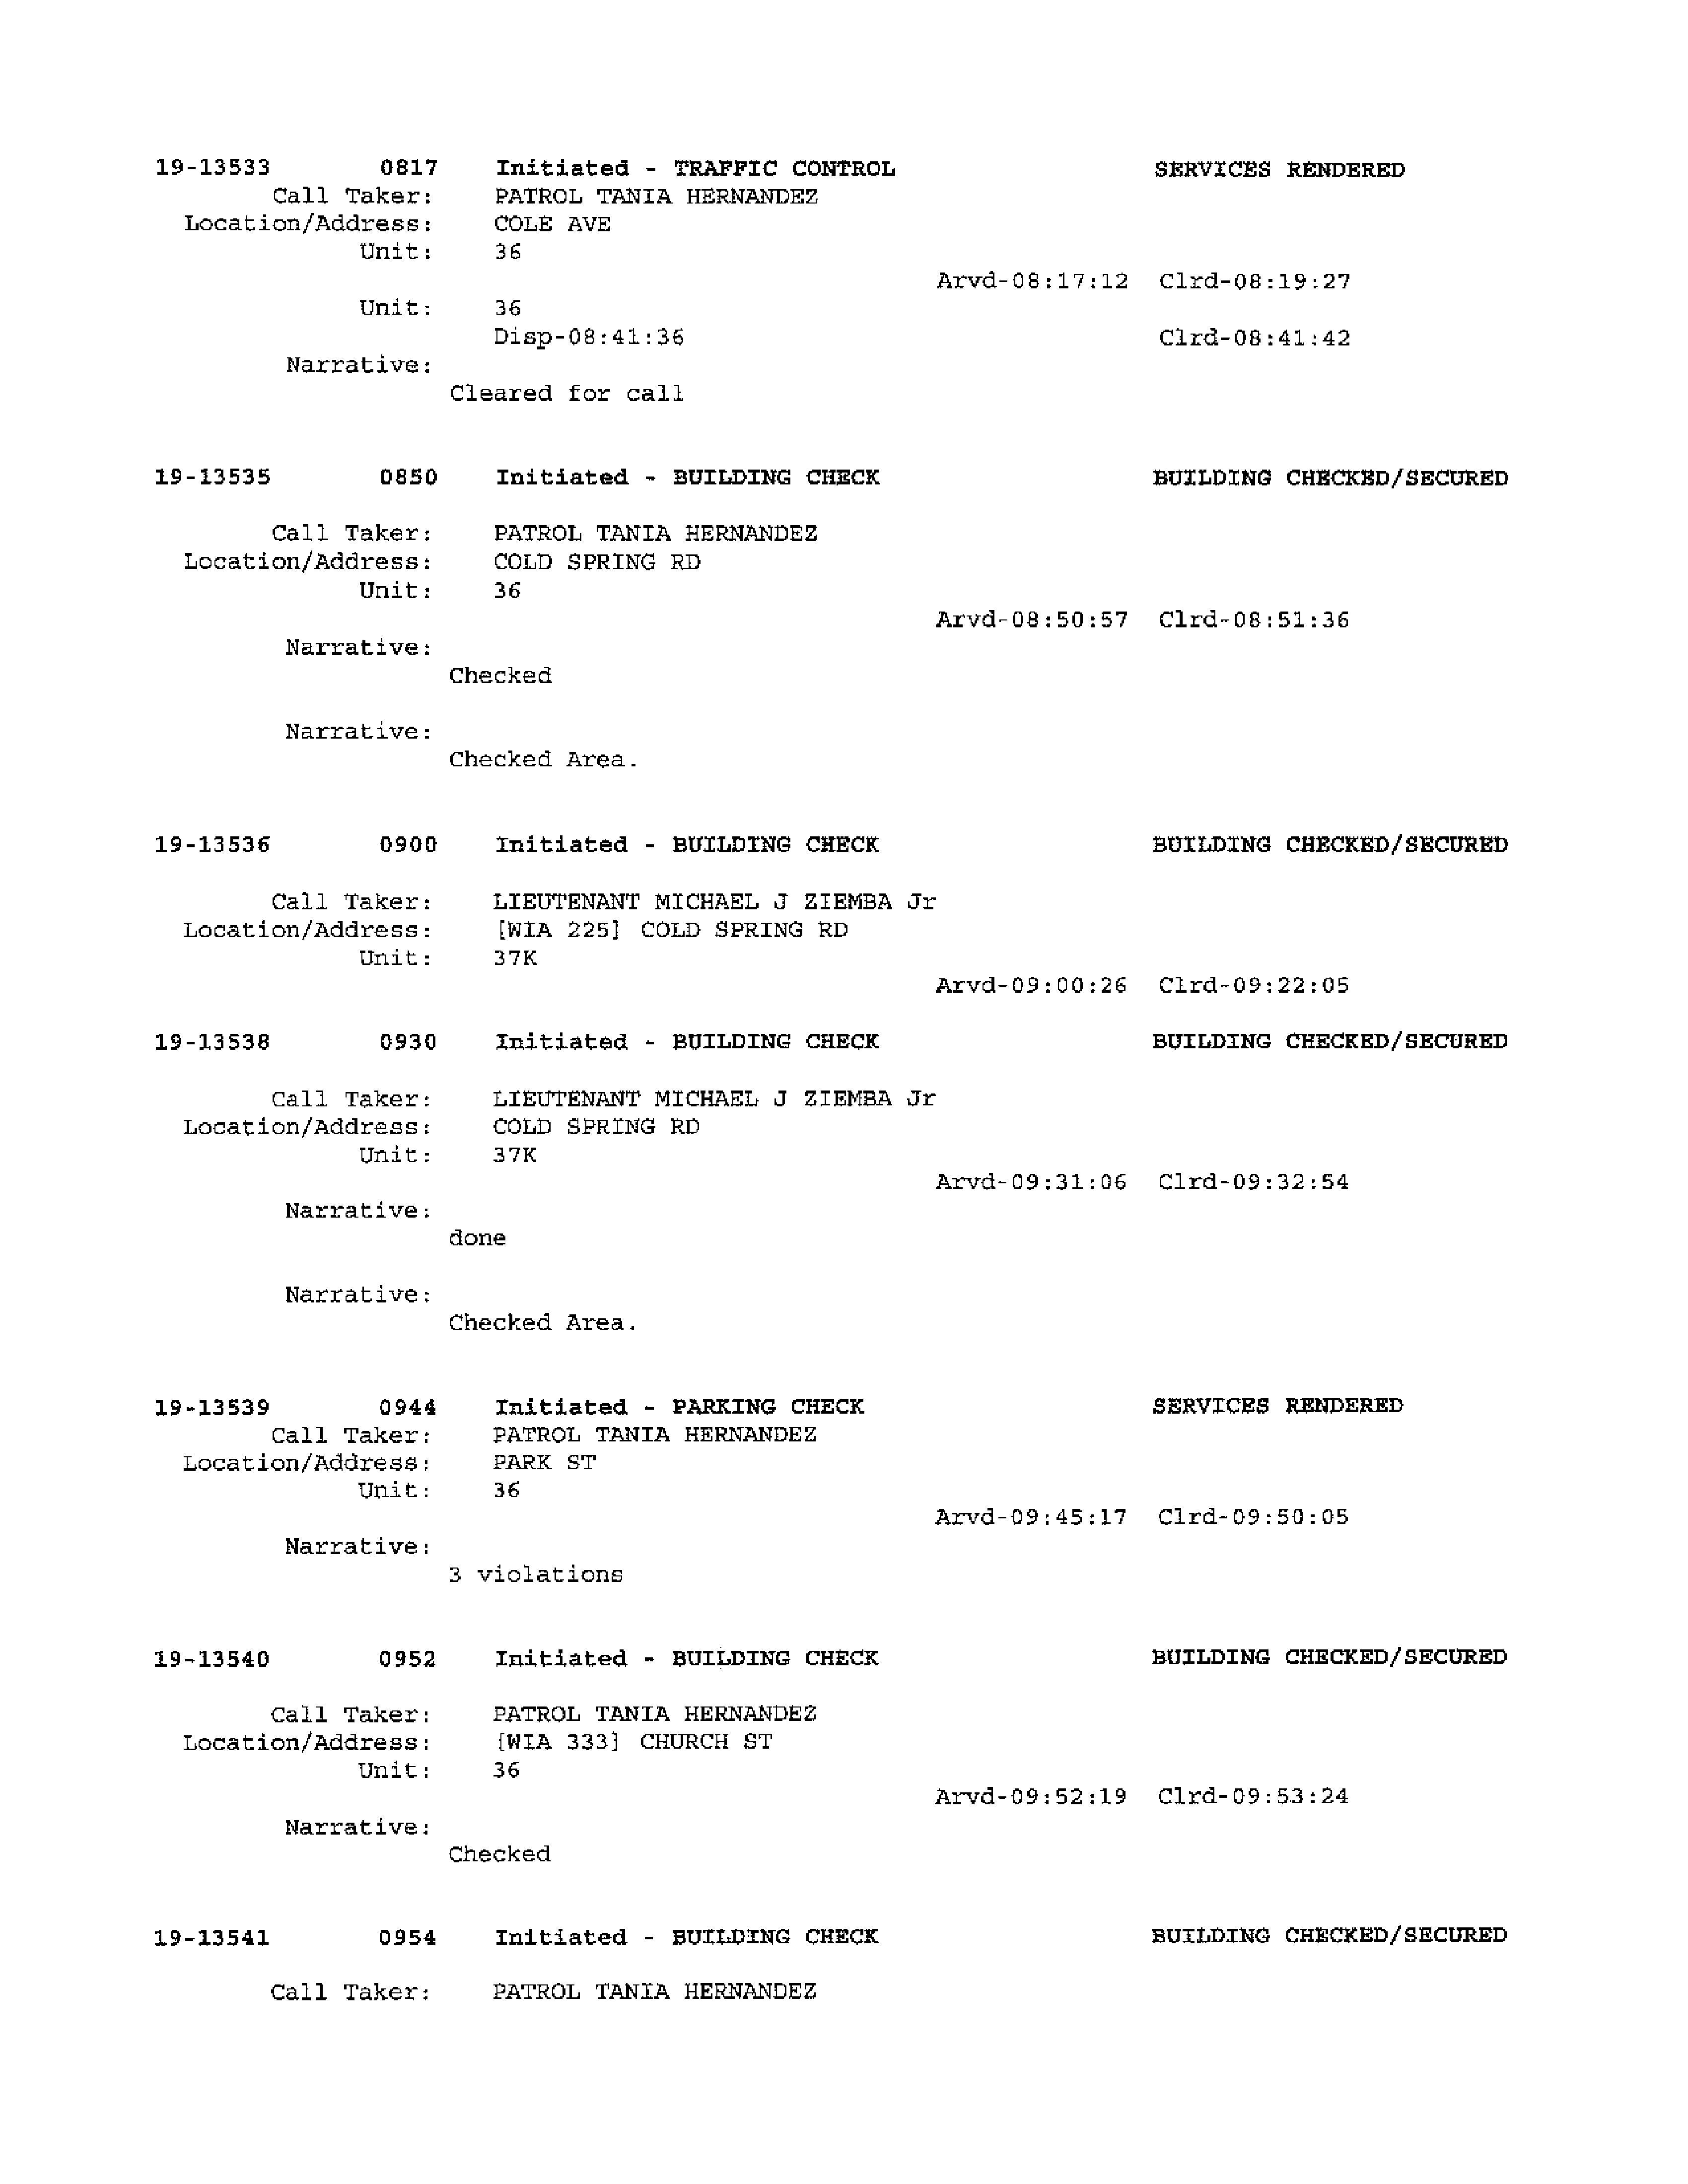 19-13533 0817 Initiated - TRAFFIC CONTROL SERVICES RENDERED
Call Taker: PATROL TANIA HERNANDEZ
Location/Address: COLE AVE
Unit: 36
Arvd-08:17:12 Clrd-08:19:27
Unit: 36
Disp-08:41:36 Clrd-08:41:42
Narrative:
Cleared for call
19-13535 0850 Initiated - BUILDING CHECK BUILDING CHECKED/SECURED
Call Taker: PATROL TANIA HERNANDEZ
Location/Address: COLD SPRING RD
Unit: 36
Arvd-08:50:57 Clrd-08:51:36
Narrative:
Checked
Narrative:
Checked Area.
19-13536 0900 Initiated - BUILDING CHECK BUILDING CHECKED/SECURED
Call Taker: LIEUTENANT MICHAEL J ZIEMBA Jr
Location/Address: [WIA 225] COLD SPRING RD
Unit: 37K
Arvd-09:00:26 Clrd-09:22:05
19-13538 0930 Initiated - BUILDING CHECK BUILDING CHECKED/SECURED
Call Taker: LIEUTENANT MICHAEL J ZIEMBA Jr
Location/Address: COLD SPRING RD
Unit: 37K
Arvd-09:31:06 Clrd-09:32:54
Narrative:
done
Narrative:
Checked Area.
19-13539 0944 Initiated - PARKING CHECK SERVICES RENDERED
Call Taker: PATROL TANIA HERNANDEZ
Location/Address: PARK ST
Unit: 36
Arvd-09:45:17 Clrd-09:50:05
Narrative:
3 violations
19-13540 0952 Initiated - BUILDING CHECK BUILDING CHECKED/SECURED
Call Taker: PATROL TANIA HERNANDEZ
Location/Address: [WIA 333] CHURCH ST
Unit: 36
Arvd-09:52:19 Clrd-09:53:24
Narrative:
Checked
19-13541 0954 Initiated - BUILDING CHECK BUILDING CHECKED/SECURED
Call Taker: PATROL TANIA HERNANDEZ